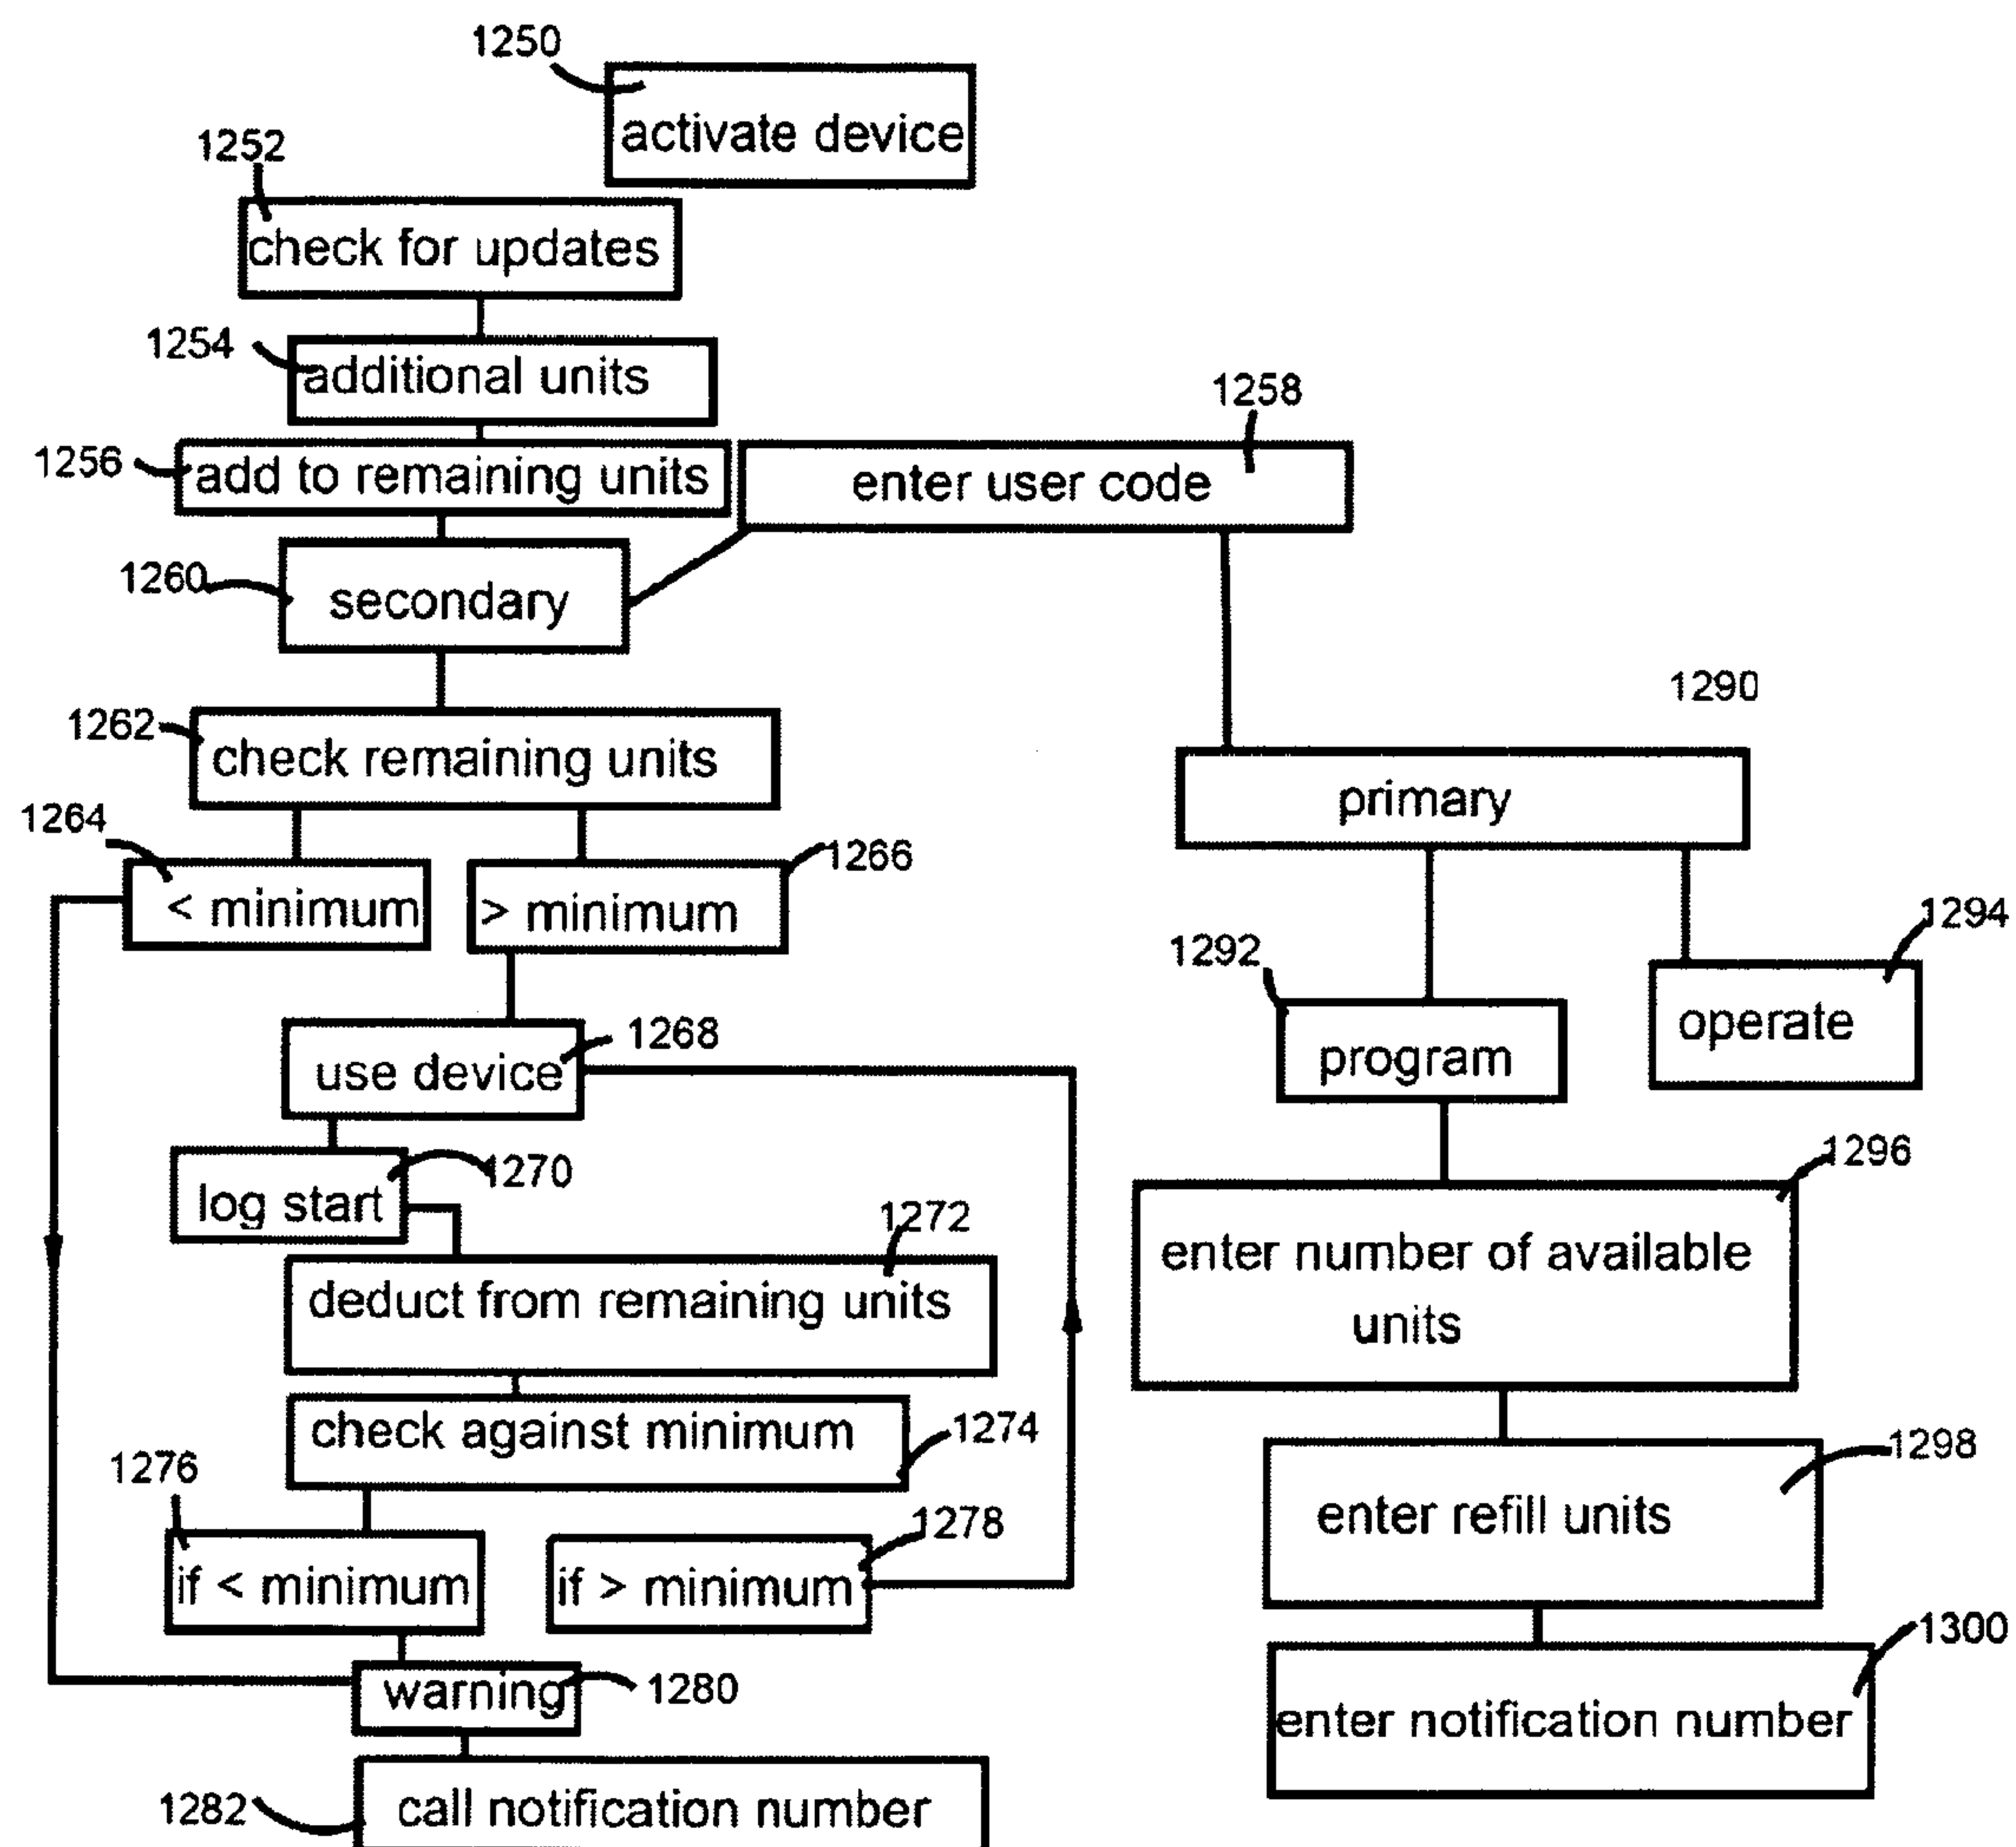 1250
activate device
1252
check for updates
1254
additional units
1256
add to remaining units
1258
enter user code
1260
secondary
1262
check remaining units
1264
< minimum
1266
> minimum
1268
use device
1270
log start
1272
deduct from remaining units
1274
check against minimum
1276
if < minimum
1278
if > minimum
1280
warning
1282
call notification number
1290
primary
1292
program
1294
operate
1296
enter number of available
units
1298
enter refill units
1300
enter notification number